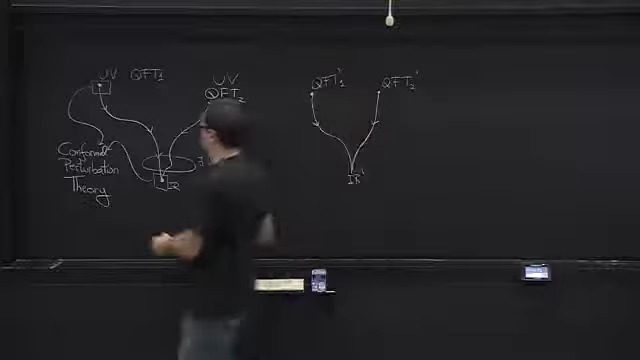 UV QFT₁
UV
QFT₂
Conformal
Perturbation
Theory
IR
QFT₁'
QFT₂'
IR'